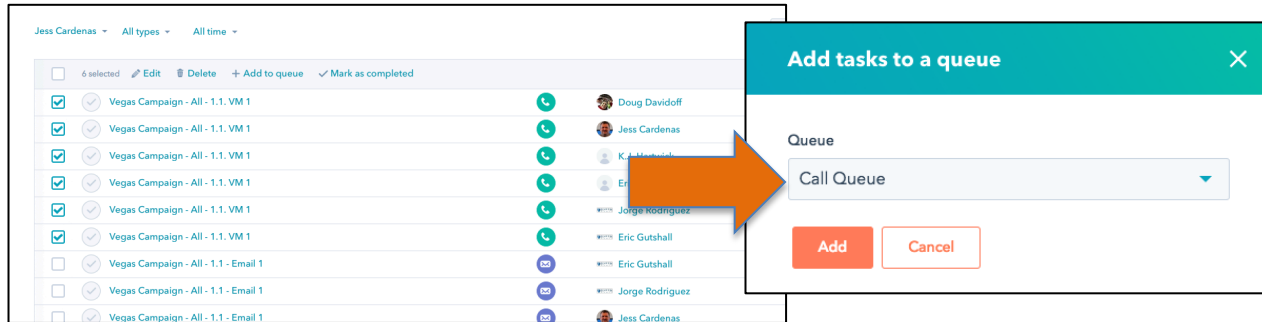 Jess Cardenas All types All time
6 selected Edit Delete + Add to queue Mark as completed
Vegas Campaign - All - 1.1. VM 1 Doug Davidoff
Vegas Campaign - All - 1.1. VM 1 Jess Cardenas
Vegas Campaign - All - 1.1. VM 1 K.J.
Vegas Campaign - All - 1.1. VM 1
Vegas Campaign - All - 1.1. VM 1 Jorge Rodriguez
Vegas Campaign - All - 1.1. VM 1 Eric Gutshall
Vegas Campaign - All - 1.1 - Email 1 Eric Gutshall
Vegas Campaign - All - 1.1 - Email 1 Jorge Rodriguez
Vegas Campaign - All - 1.1 - Email 1 Jess Cardenas
Add tasks to a queue
Queue
Call Queue
Add Cancel